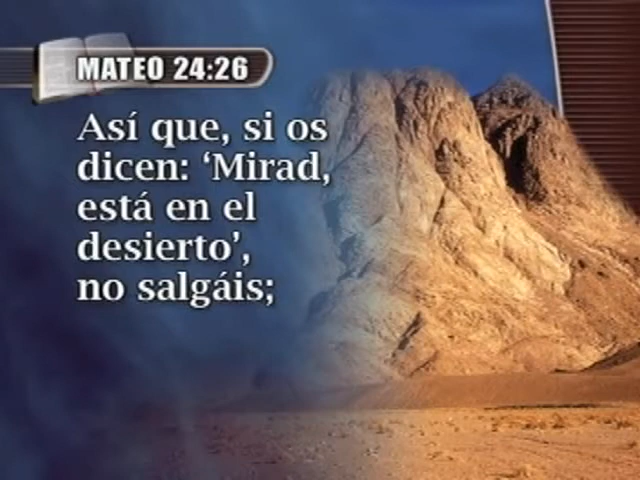 MATEO 24:26
Así que, si os
dicen: ‘Mirad,
está en el
desierto’,
no salgáis;